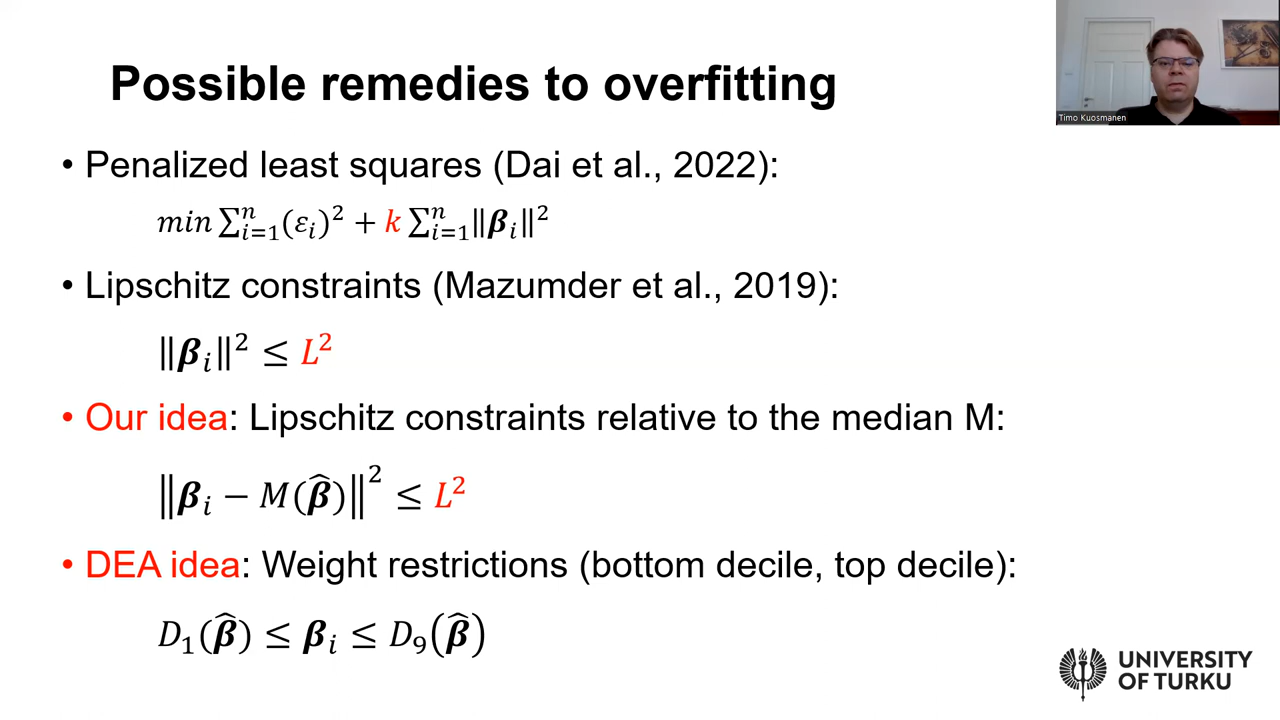 Possible remedies to overfitting
Timo Kuosmanen
• Penalized least squares (Dai et al., 2022):
min ∑ⁿᵢ₌₁(εᵢ)² + k ∑ⁿᵢ₌₁‖βᵢ‖²
• Lipschitz constraints (Mazumder et al., 2019):
‖βᵢ‖² ≤ L²
• Our idea: Lipschitz constraints relative to the median M:
‖βᵢ − M(β̂)‖² ≤ L²
• DEA idea: Weight restrictions (bottom decile, top decile):
D₁(β̂) ≤ βᵢ ≤ D₉(β̂)
UNIVERSITY
OF TURKU